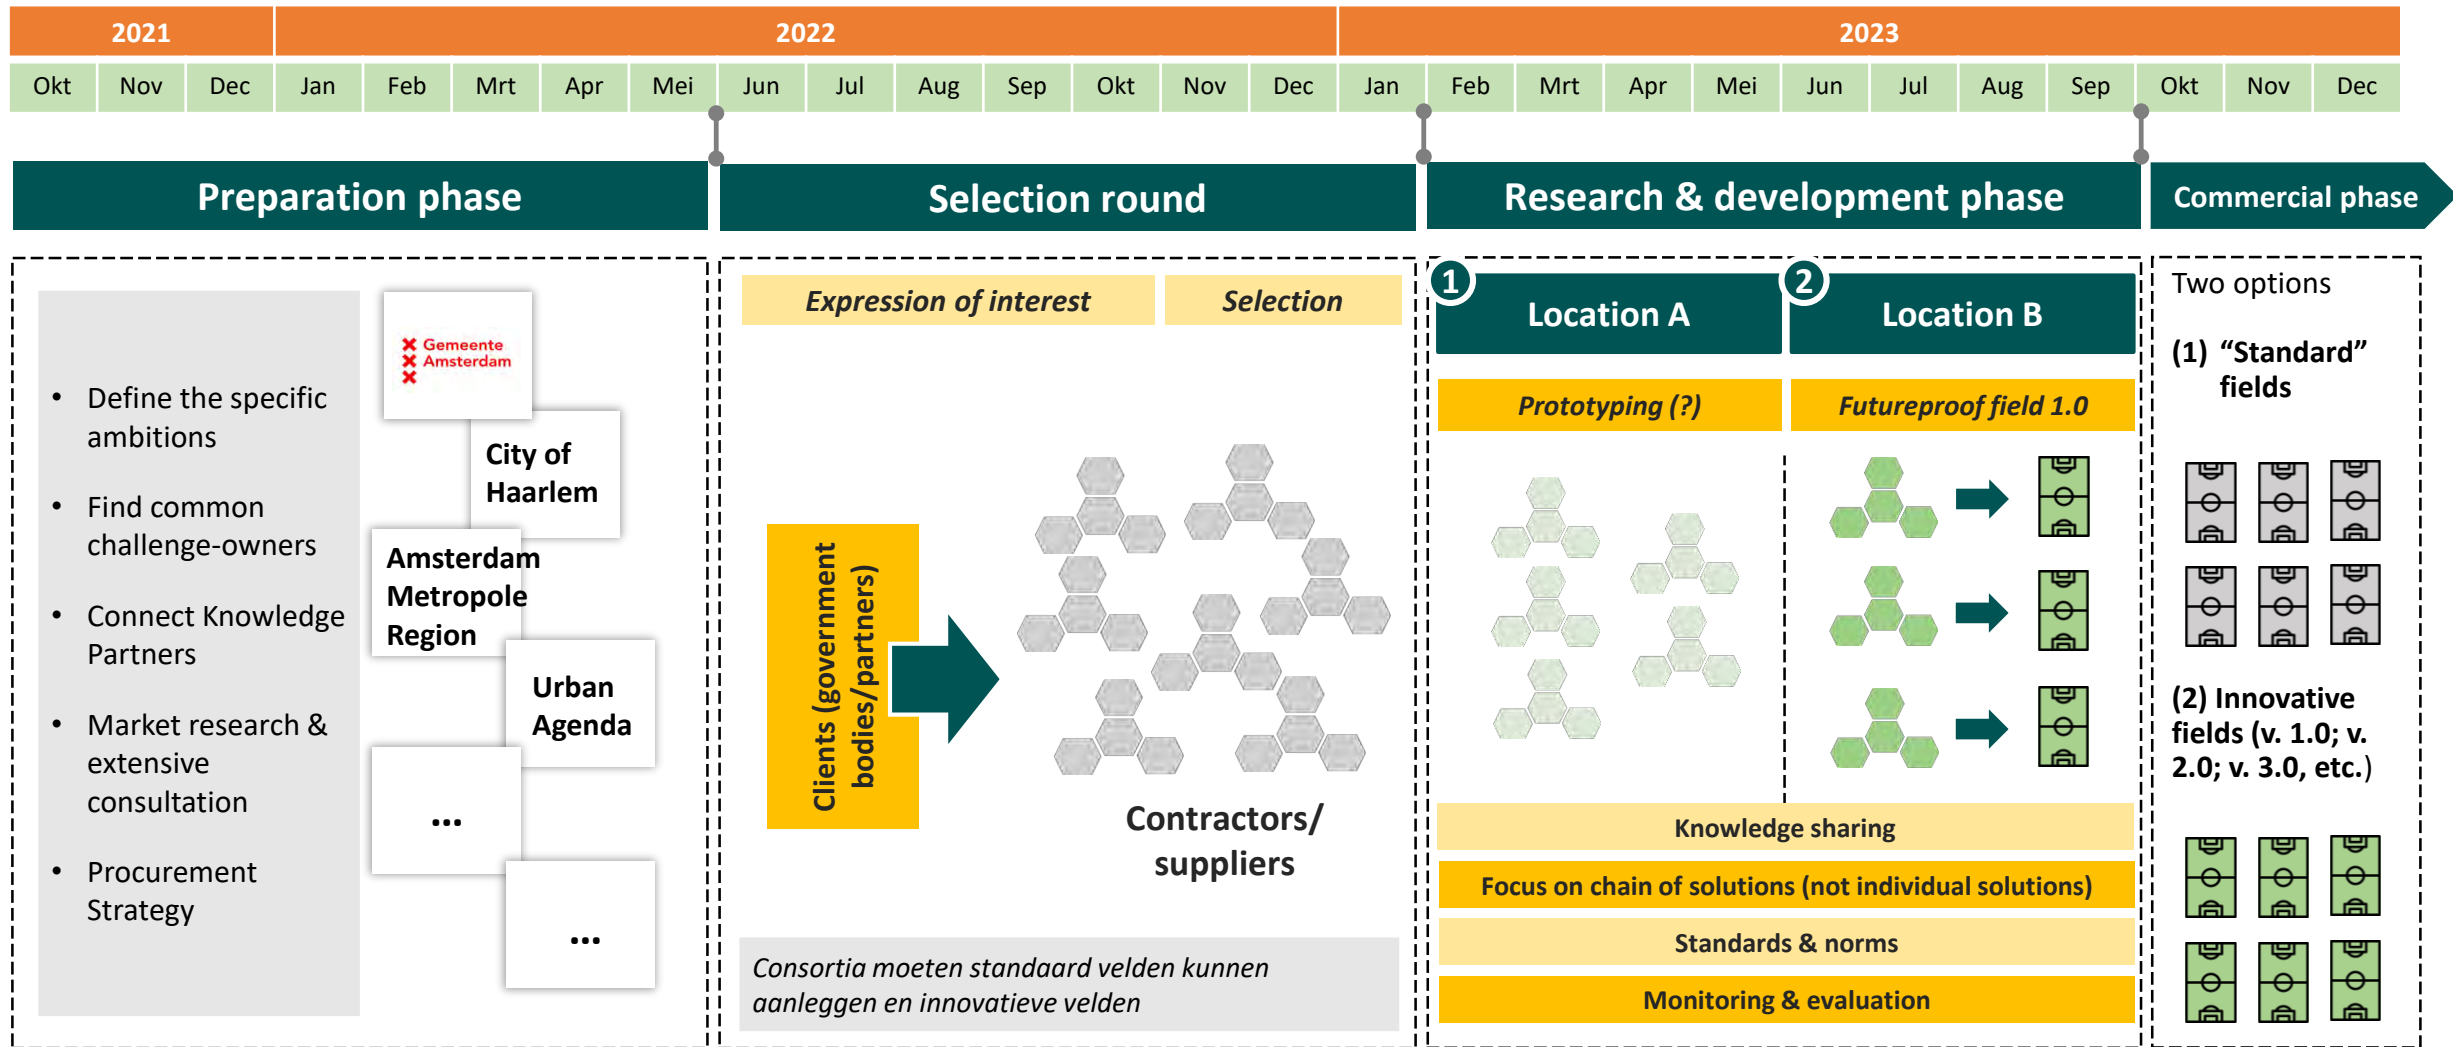 2021
2022
2023
Okt
Nov
Dec
Jan
Feb
Mrt
Apr
Mei
Jun
Jul
Aug
Sep
Okt
Nov
Dec
Jan
Feb
Mrt
Apr
Mei
Jun
Jul
Aug
Sep
Okt
Nov
Dec
Preparation phase
Selection round
Research & development phase
Commercial phase
• Define the specific
ambitions
• Find common
challenge-owners
• Connect Knowledge
Partners
• Market research &
extensive
consultation
• Procurement
Strategy
Gemeente
Amsterdam
City of
Haarlem
Amsterdam
Metropole
Region
Urban
Agenda
...
...
Expression of interest
Selection
Clients (government
bodies/partners)
Contractors/
suppliers
Consortia moeten standaard velden kunnen
aanleggen en innovatieve velden
1
Location A
2
Location B
Prototyping (?)
Futureproof field 1.0
Knowledge sharing
Focus on chain of solutions (not individual solutions)
Standards & norms
Monitoring & evaluation
Two options
(1) “Standard”
fields
(2) Innovative
fields (v. 1.0; v.
2.0; v. 3.0, etc.)